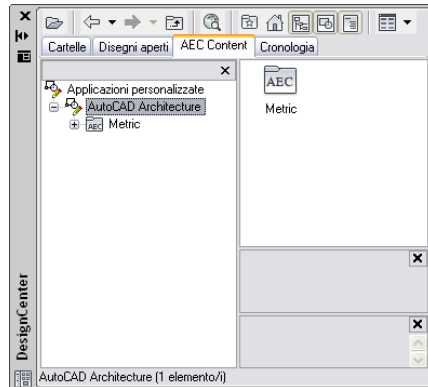 Cartelle Disegni aperti AEC Content Cronologia
Applicazioni personalizzate
AutoCAD Architecture
AEC Metric
AEC
Metric
DesignCenter
AutoCAD Architecture (1 elemento/i)